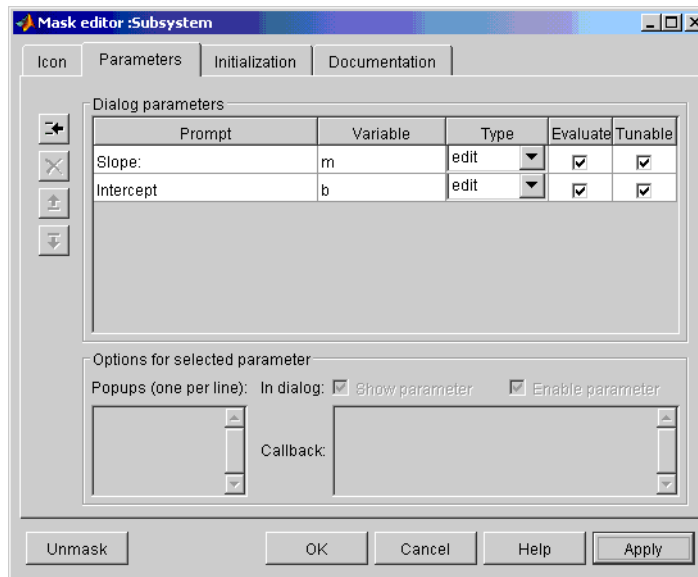 Mask editor :Subsystem
Icon Parameters Initialization Documentation
Dialog parameters
Prompt Variable Type Evaluate Tunable
Slope: m edit
Intercept b edit
Options for selected parameter
Popups (one per line): In dialog: Show parameter Enable parameter
Callback:
Unmask OK Cancel Help Apply